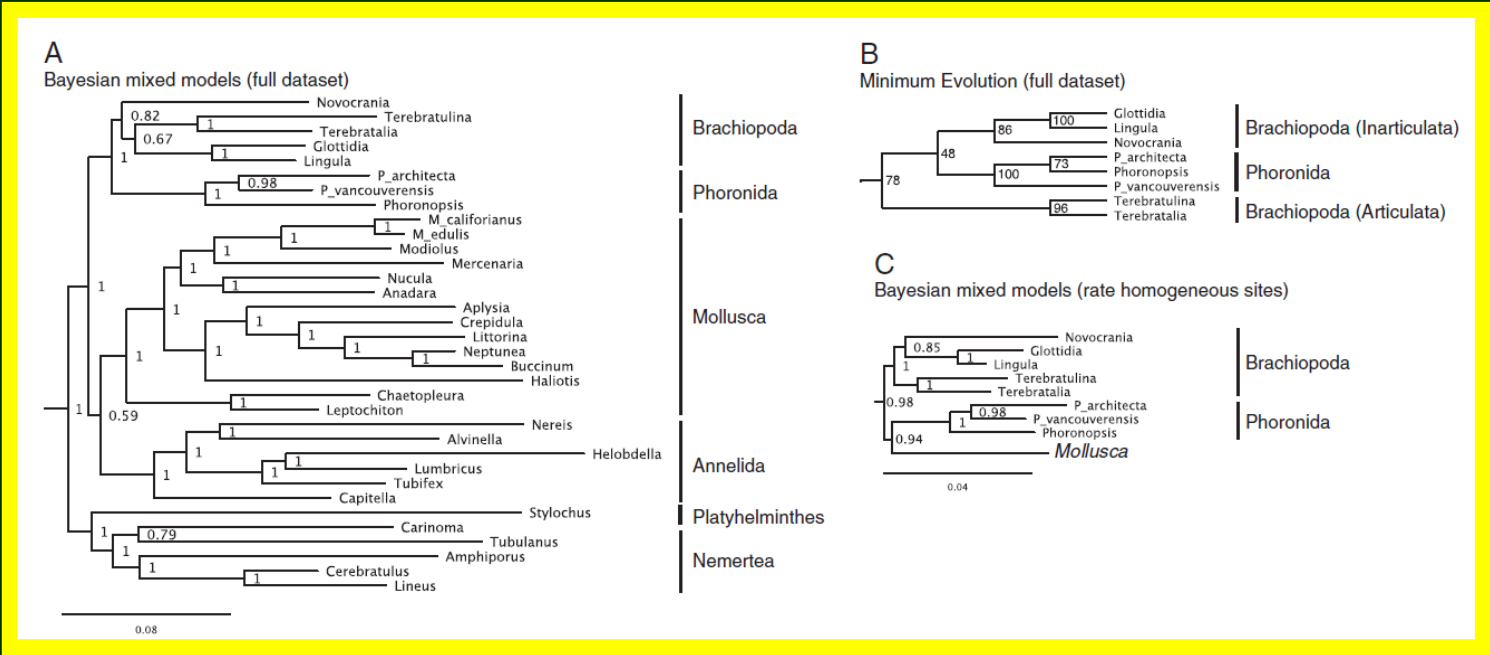 A
Bayesian mixed models (full dataset)
Novocrania
0.82
Terebratulina
1
Terebratalia
0.67
Glottidia
1
1
Lingula
Brachiopoda
P_architecta
0.98
P_vancouverensis
1
Phoronopsis
Phoronida
M_califorianus
1
M_edulis
1
Modiolus
1
Mercenaria
1
Nucula
1
Anadara
1
1
Aplysia
1
Crepidula
1
Littorina
1
Neptunea
1
1
Buccinum
1
Haliotis
Chaetopleura
1
Leptochiton
Mollusca
1
0.59
Nereis
1
Alvinella
1
Helobdella
1
Lumbricus
1
Tubifex
1
Capitella
Annelida
Stylochus
Platyhelminthes
1
Carinoma
0.79
Tubulanus
1
Amphiporus
1
Cerebratulus
1
Lineus
Nemertea
0.08
B
Minimum Evolution (full dataset)
Glottidia
100
Lingula
86
Novocrania
Brachiopoda (Inarticulata)
48
P_architecta
73
Phoronopsis
100
P_vancouverensis
Phoronida
78
Terebratulina
96
Terebratalia
Brachiopoda (Articulata)
C
Bayesian mixed models (rate homogeneous sites)
Novocrania
0.85
Glottidia
1
Lingula
1
Terebratulina
1
Terebratalia
Brachiopoda
0.98
P_architecta
0.98
P_vancouverensis
1
Phoronopsis
Phoronida
0.94
Mollusca
0.04